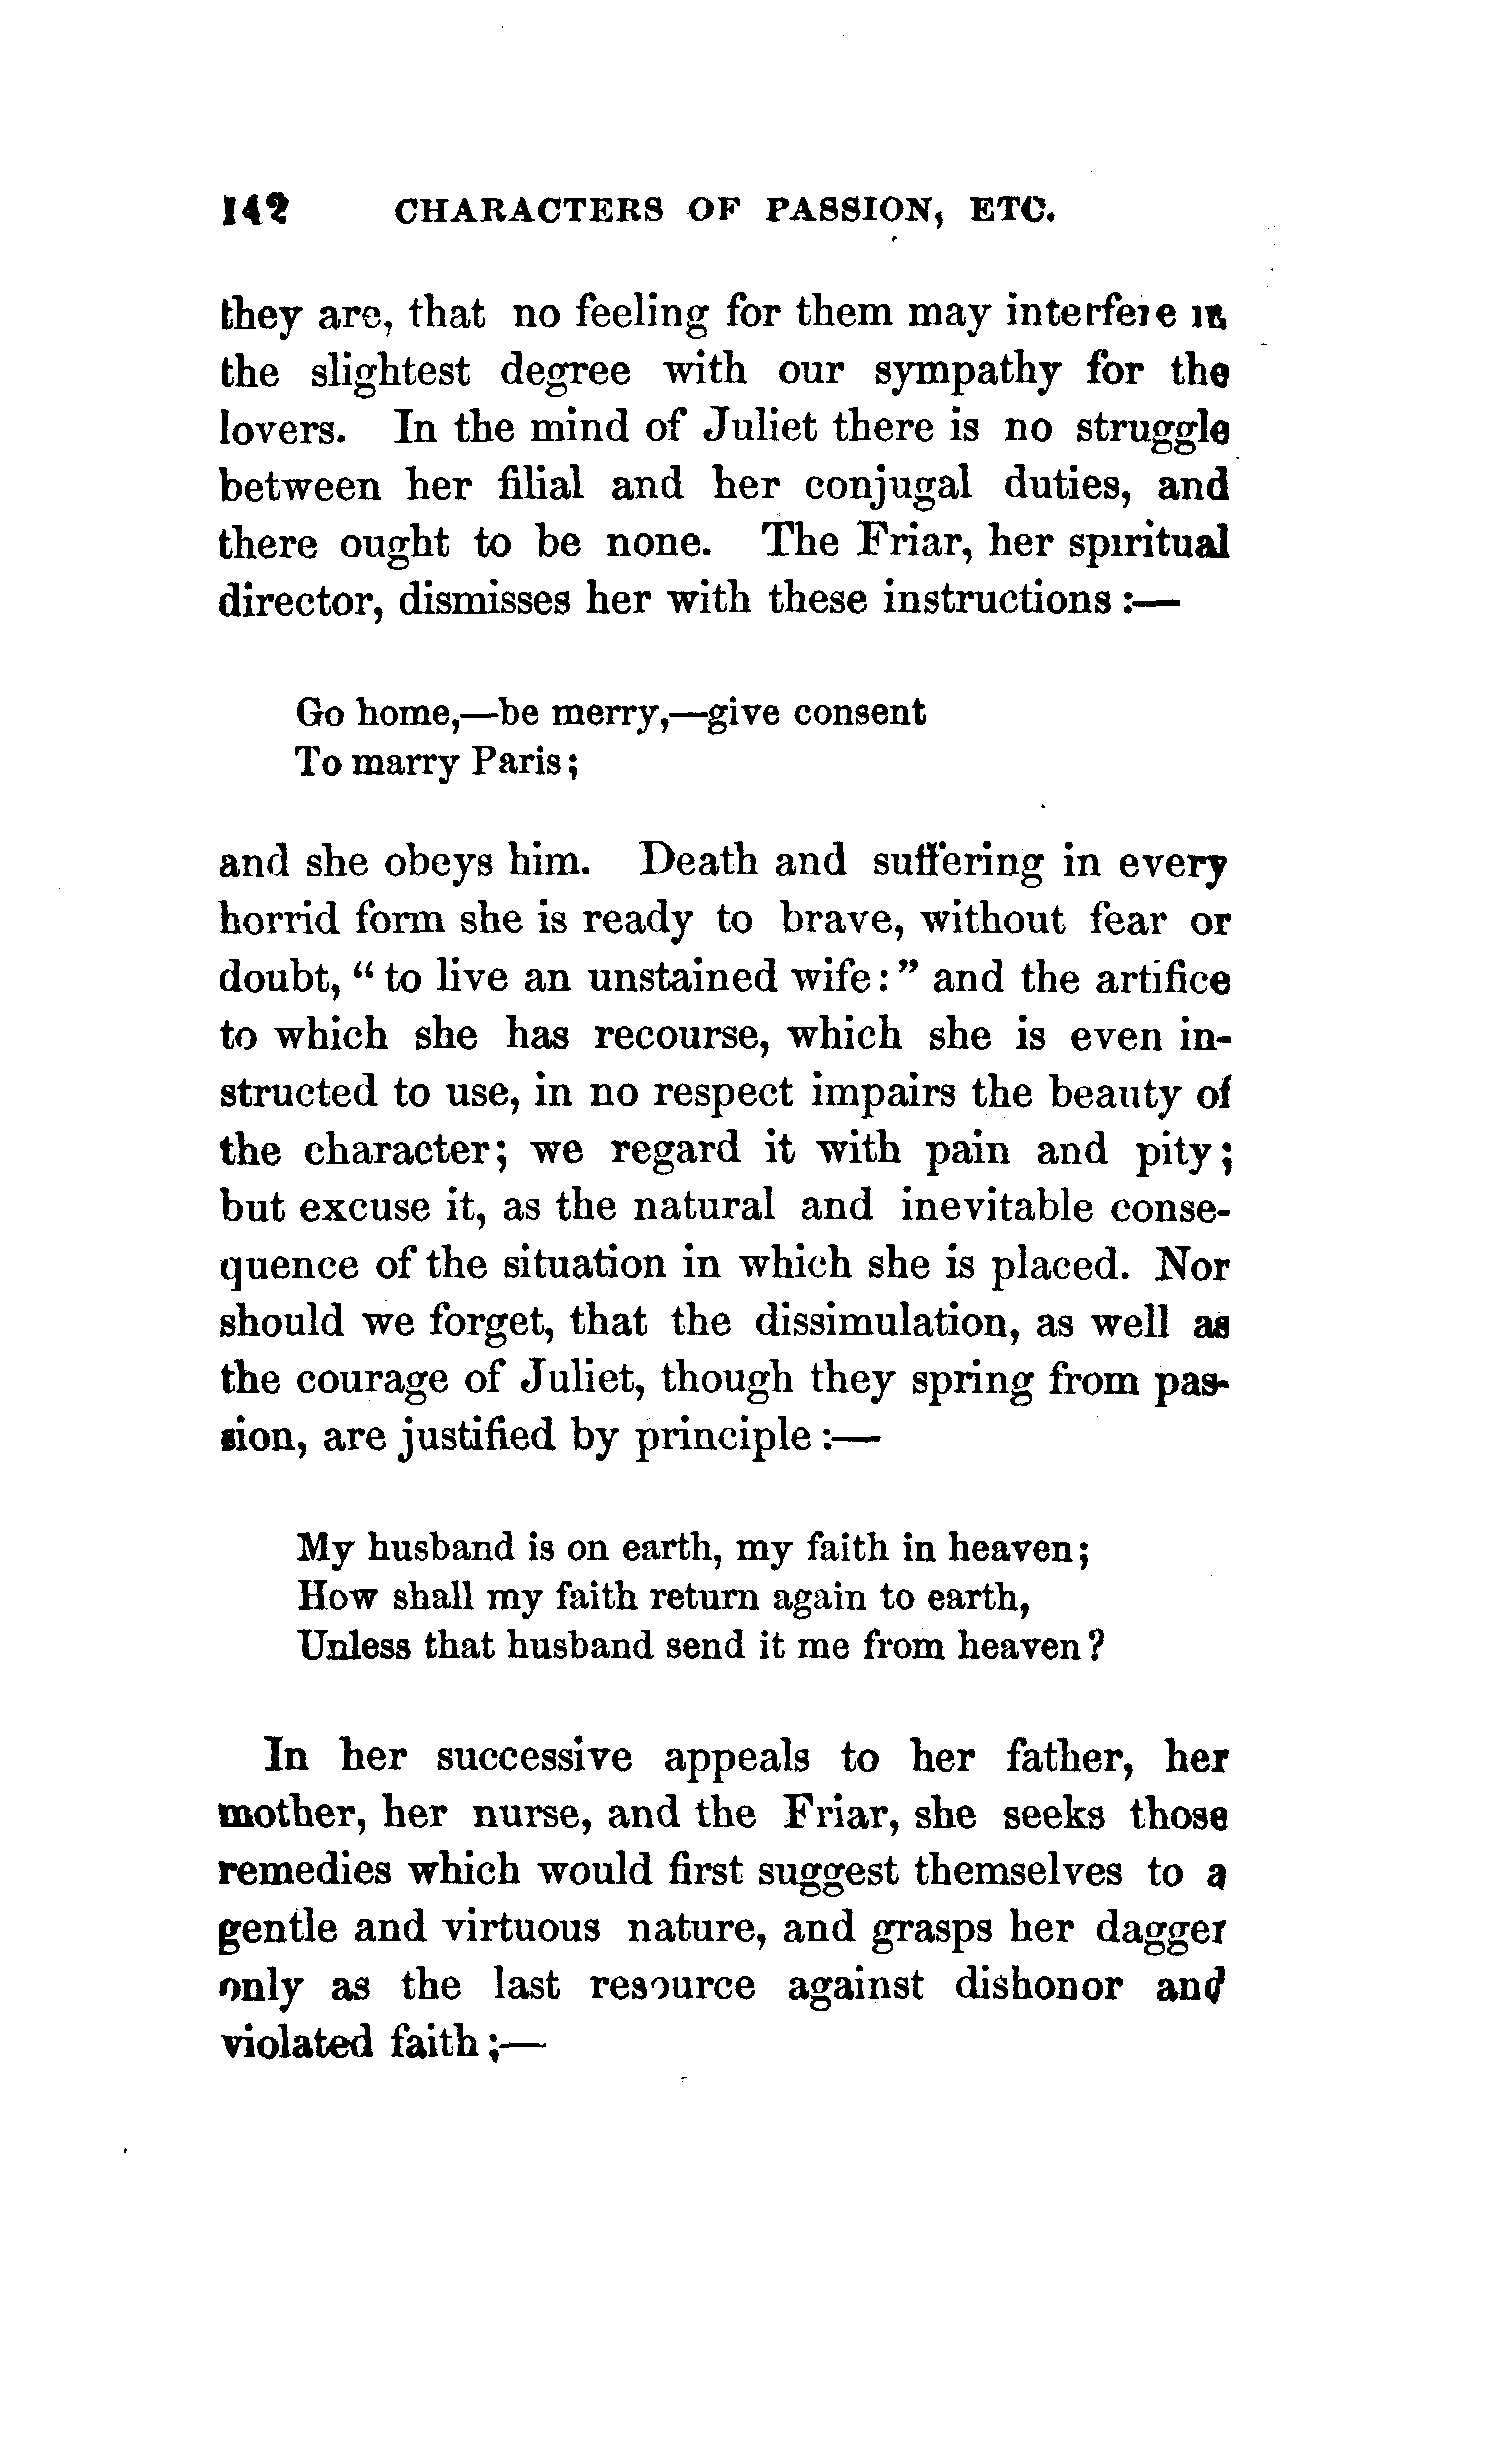 142 CHARACTERS OF PASSION, ETC.
they are, that no feeling for them may interfere in
the slightest degree with our sympathy for the
lovers. In the mind of Juliet there is no struggle
between her filial and her conjugal duties, and
there ought to be none. The Friar, her spiritual
director, dismisses her with these instructions :—
Go home,—be merry,—give consent
To marry Paris;
and she obeys him. Death and suffering in every
horrid form she is ready to brave, without fear or
doubt, “ to live an unstained wife: ” and the artifice
to which she has recourse, which she is even in-
structed to use, in no respect impairs the beauty of
the character; we regard it with pain and pity;
but excuse it, as the natural and inevitable conse-
quence of the situation in which she is placed. Nor
should we forget, that the dissimulation, as well as
the courage of Juliet, though they spring from pas-
sion, are justified by principle :—
My husband is on earth, my faith in heaven;
How shall my faith return again to earth,
Unless that husband send it me from heaven?
In her successive appeals to her father, her
mother, her nurse, and the Friar, she seeks those
remedies which would first suggest themselves to a
gentle and virtuous nature, and grasps her dagger
only as the last resource against dishonor and
violated faith ;—